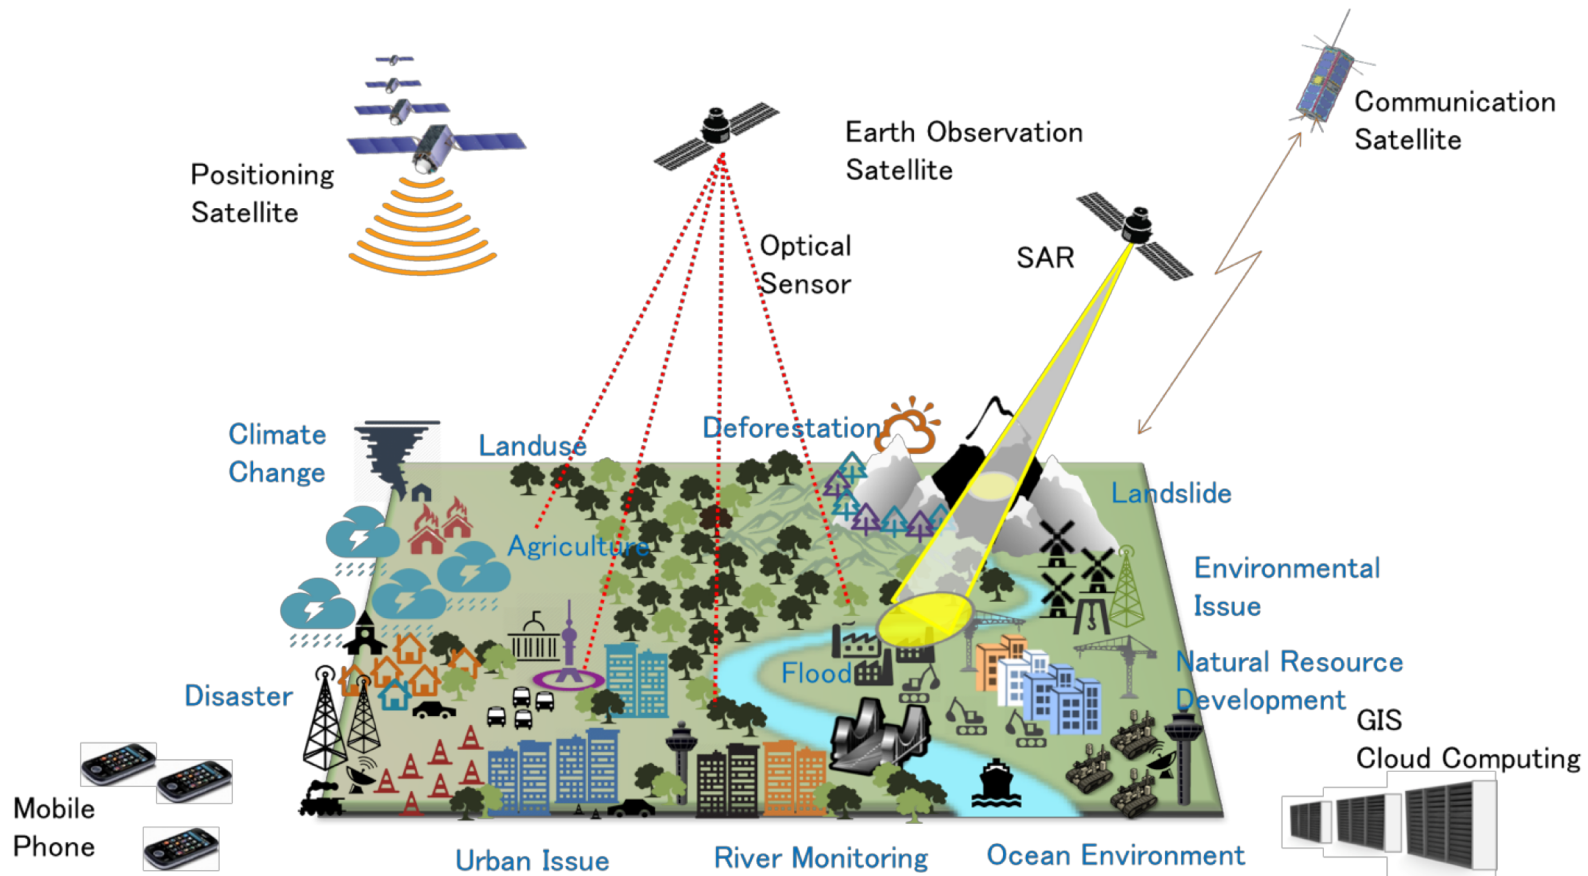 Communication
Satellite
Earth Observation
Satellite
Positioning
Satellite
Optical
Sensor
SAR
Climate
Change
Landuse
Deforestation
Landslide
Agriculture
Environmental
Issue
Flood
Natural Resource
Development
Disaster
GIS
Cloud Computing
Mobile
Phone
Urban Issue
River Monitoring
Ocean Environment